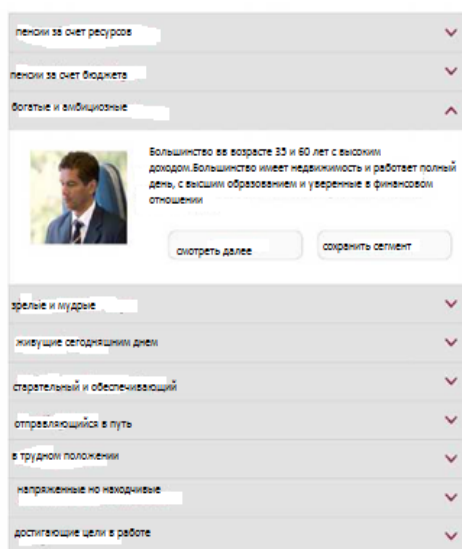 пенсии за счет ресурсов
пенсии за счет бюджета
богатые и амбициозные
Большинство вв возрасте 35 и 60 лет с высоким
доходом.Большинство имеет недвижимость и работает полный
день, с высшим образованием и уверенные в финансовом
отношении
смотреть далее
сохранить сегмент
зрелые и мудрые
живущие сегодняшним днем
старательный и обеспечивающий
отправляющийся в путь
в трудном положении
напряженные но находчивые
достигающие цели в работе